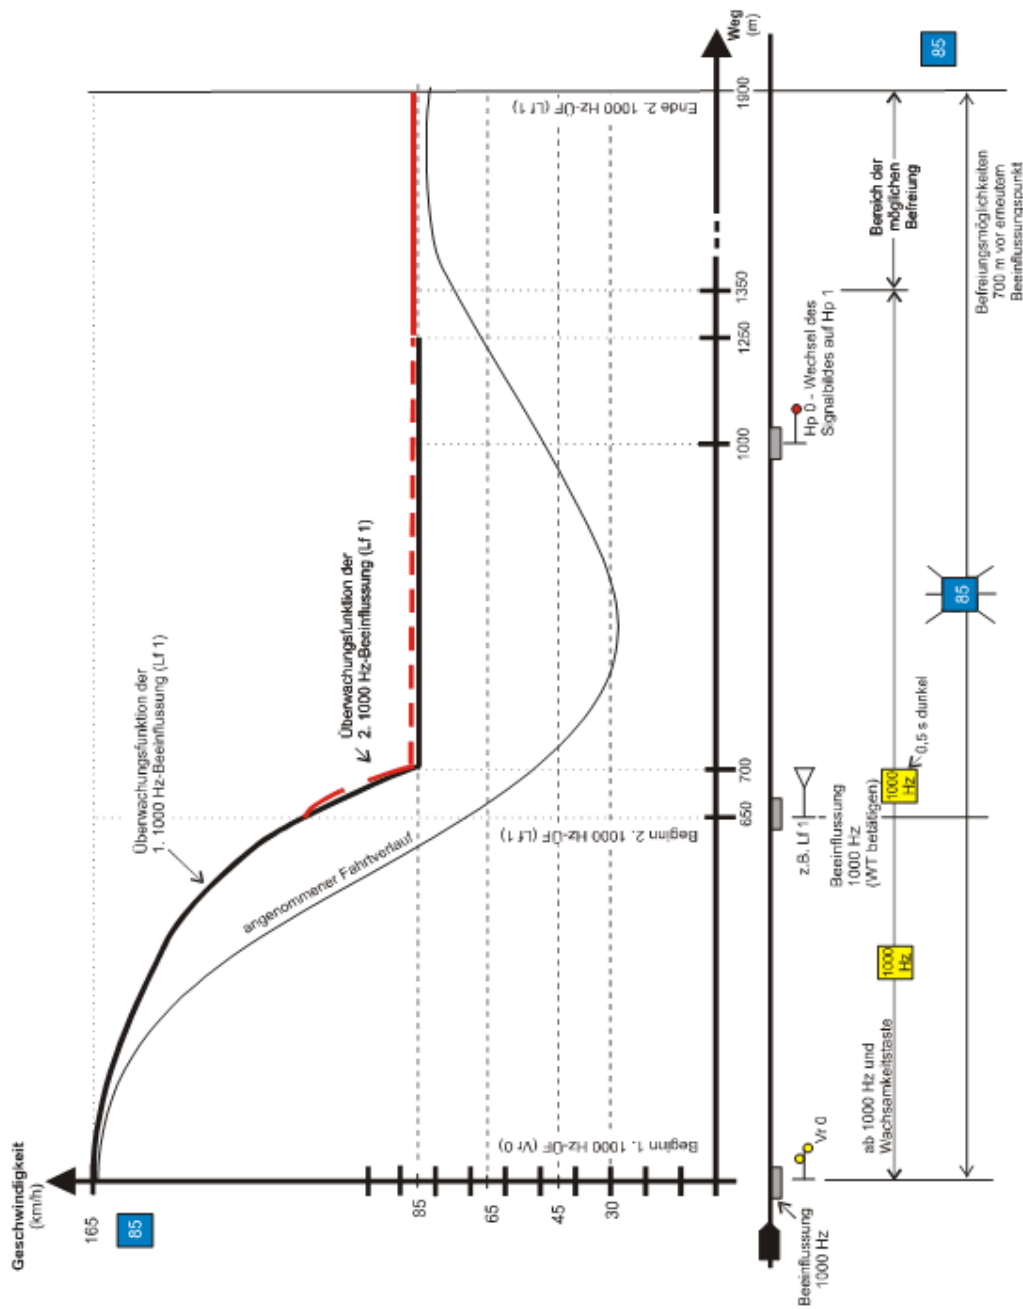 Geschwindigkeit
(km/h)
165
85
85
65
45
30
Überwachungsfunktion der
1. 1000 Hz-Beeinflussung (Lf 1)
Überwachungsfunktion der
2. 1000 Hz-Beeinflussung (Lf 1)
angenommener Fahrtverlauf
Beginn 1. 1000 Hz-ÜF (Vr 0)
Beginn 2. 1000 Hz-ÜF (Lf 1)
Ende 2. 1000 Hz-ÜF (Lf 1)
650
700
1000
1250
1350
1900
Weg
(m)
Beeinflussung
1000 Hz
Vr 0
z.B. Lf 1
Beeinflussung
1000 Hz
(WT betätigen)
Hp 0 - Wechsel des
Signalbildes auf Hp 1
ab 1000 Hz und
Wachsamkeitstaste
1000
Hz
1000
Hz
0,5 s dunkel
Bereich der
möglichen
Befreiung
85
85
Befreiungsmöglichkeiten
700 m vor erneutem
Beeinflussungspunkt